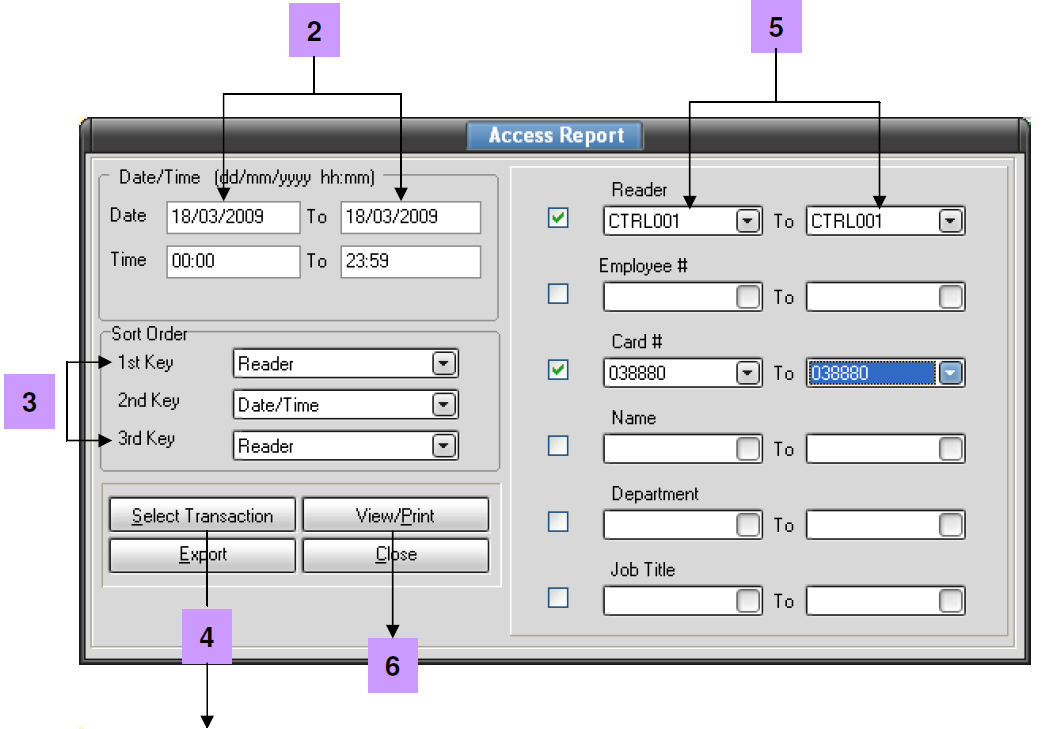 2
5
Access Report
Date/Time (dd/mm/yyyy hh:mm)
Date 18/03/2009 To 18/03/2009
Time 00:00 To 23:59
Sort Order
1st Key Reader
2nd Key Date/Time
3rd Key Reader
3
Select Transaction View/Print
Export Close
4
6
Reader
CTRL001 To CTRL001
Employee #
To
Card #
038880 To 038880
Name
To
Department
To
Job Title
To